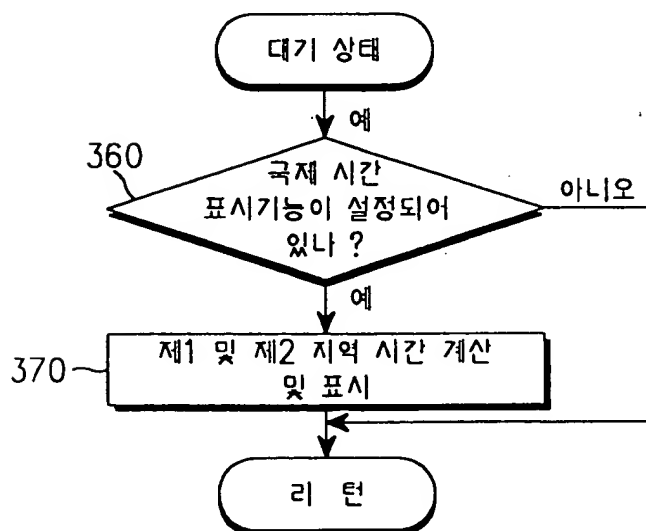 대기 상태
예
360
국제 시간
표시기능이 설정되어
있나 ?
아니오
예
370
제1 및 제2 지역 시간 계산
및 표시
리 턴